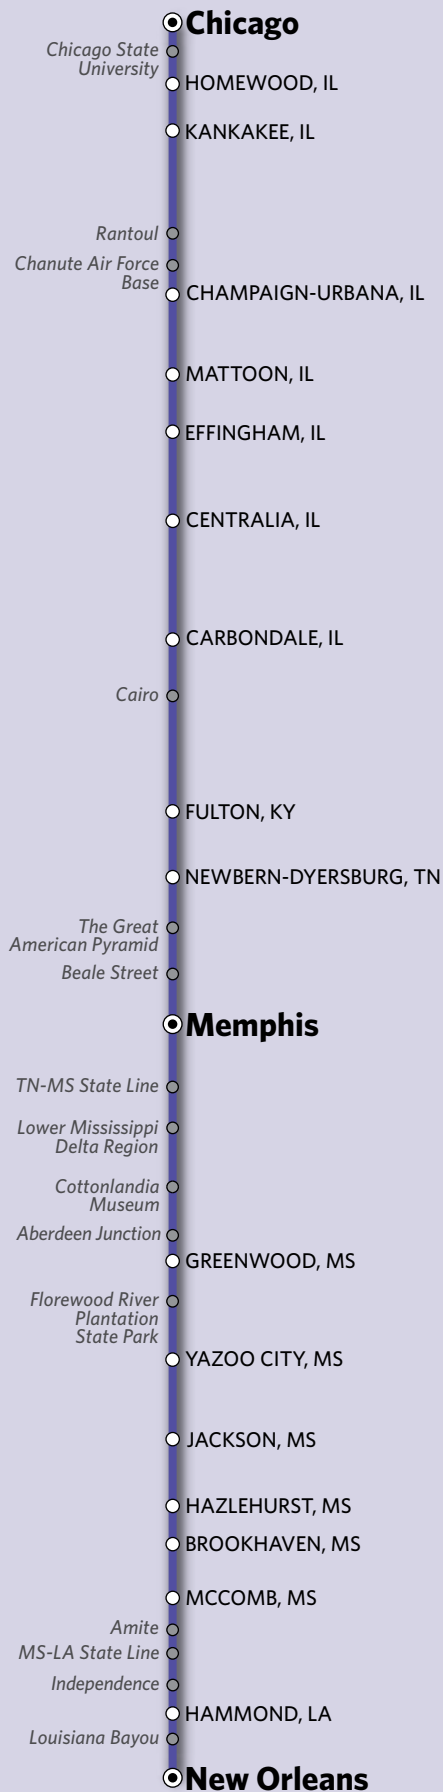 Chicago
Chicago State
University
HOMEWOOD, IL
KANKAKEE, IL
Rantoul
Chanute Air Force
Base
CHAMPAIGN-URBANA, IL
MATTOON, IL
EFFINGHAM, IL
CENTRALIA, IL
CARBONDALE, IL
Cairo
FULTON, KY
NEWBERN-DYERSBURG, TN
The Great
American Pyramid
Beale Street
Memphis
TN-MS State Line
Lower Mississippi
Delta Region
Cottonlandia
Museum
Aberdeen Junction
GREENWOOD, MS
Florewood River
Plantation
State Park
YAZOO CITY, MS
JACKSON, MS
HAZLEHURST, MS
BROOKHAVEN, MS
MCCOMB, MS
Amite
MS-LA State Line
Independence
HAMMOND, LA
Louisiana Bayou
New Orleans